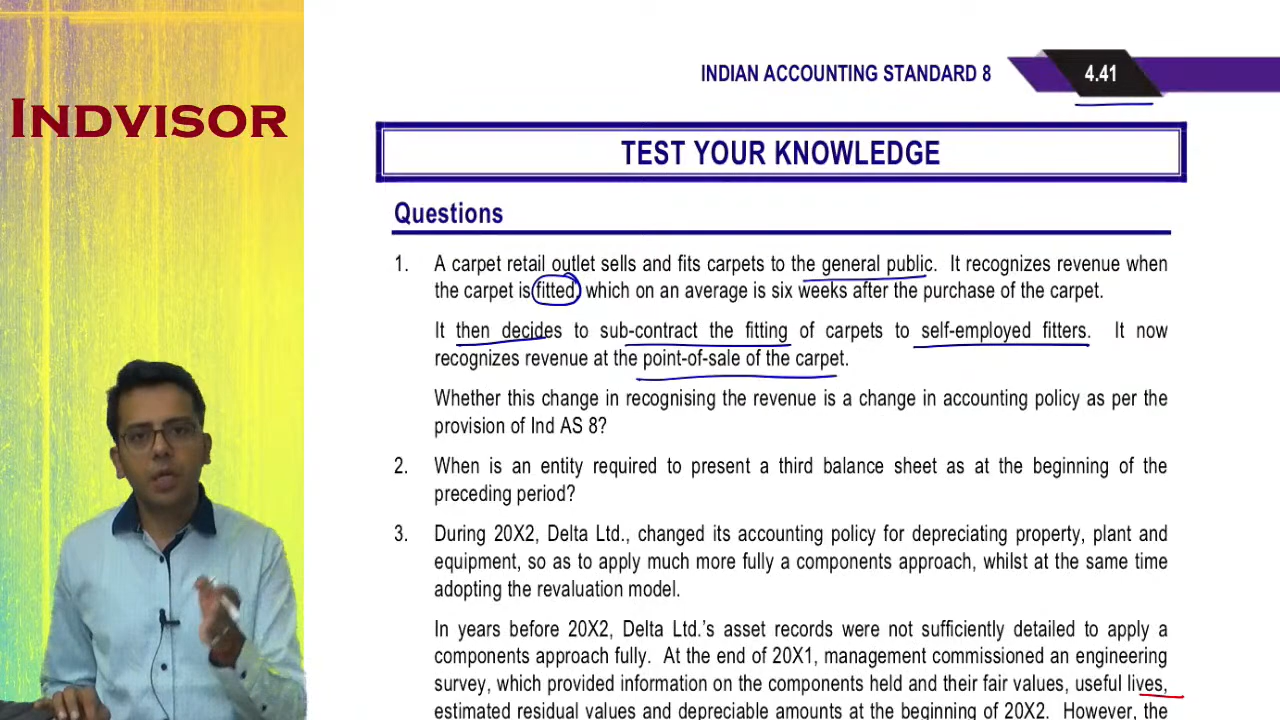 INDVISOR
INDIAN ACCOUNTING STANDARD 8
4.41
TEST YOUR KNOWLEDGE
Questions
1. A carpet retail outlet sells and fits carpets to the general public. It recognizes revenue when
the carpet is fitted, which on an average is six weeks after the purchase of the carpet.
It then decides to sub-contract the fitting of carpets to self-employed fitters. It now
recognizes revenue at the point-of-sale of the carpet.
Whether this change in recognising the revenue is a change in accounting policy as per the
provision of Ind AS 8?
2. When is an entity required to present a third balance sheet as at the beginning of the
preceding period?
3. During 20X2, Delta Ltd., changed its accounting policy for depreciating property, plant and
equipment, so as to apply much more fully a components approach, whilst at the same time
adopting the revaluation model.
In years before 20X2, Delta Ltd.'s asset records were not sufficiently detailed to apply a
components approach fully. At the end of 20X1, management commissioned an engineering
survey, which provided information on the components held and their fair values, useful lives,
estimated residual values and depreciable amounts at the beginning of 20X2. However, the